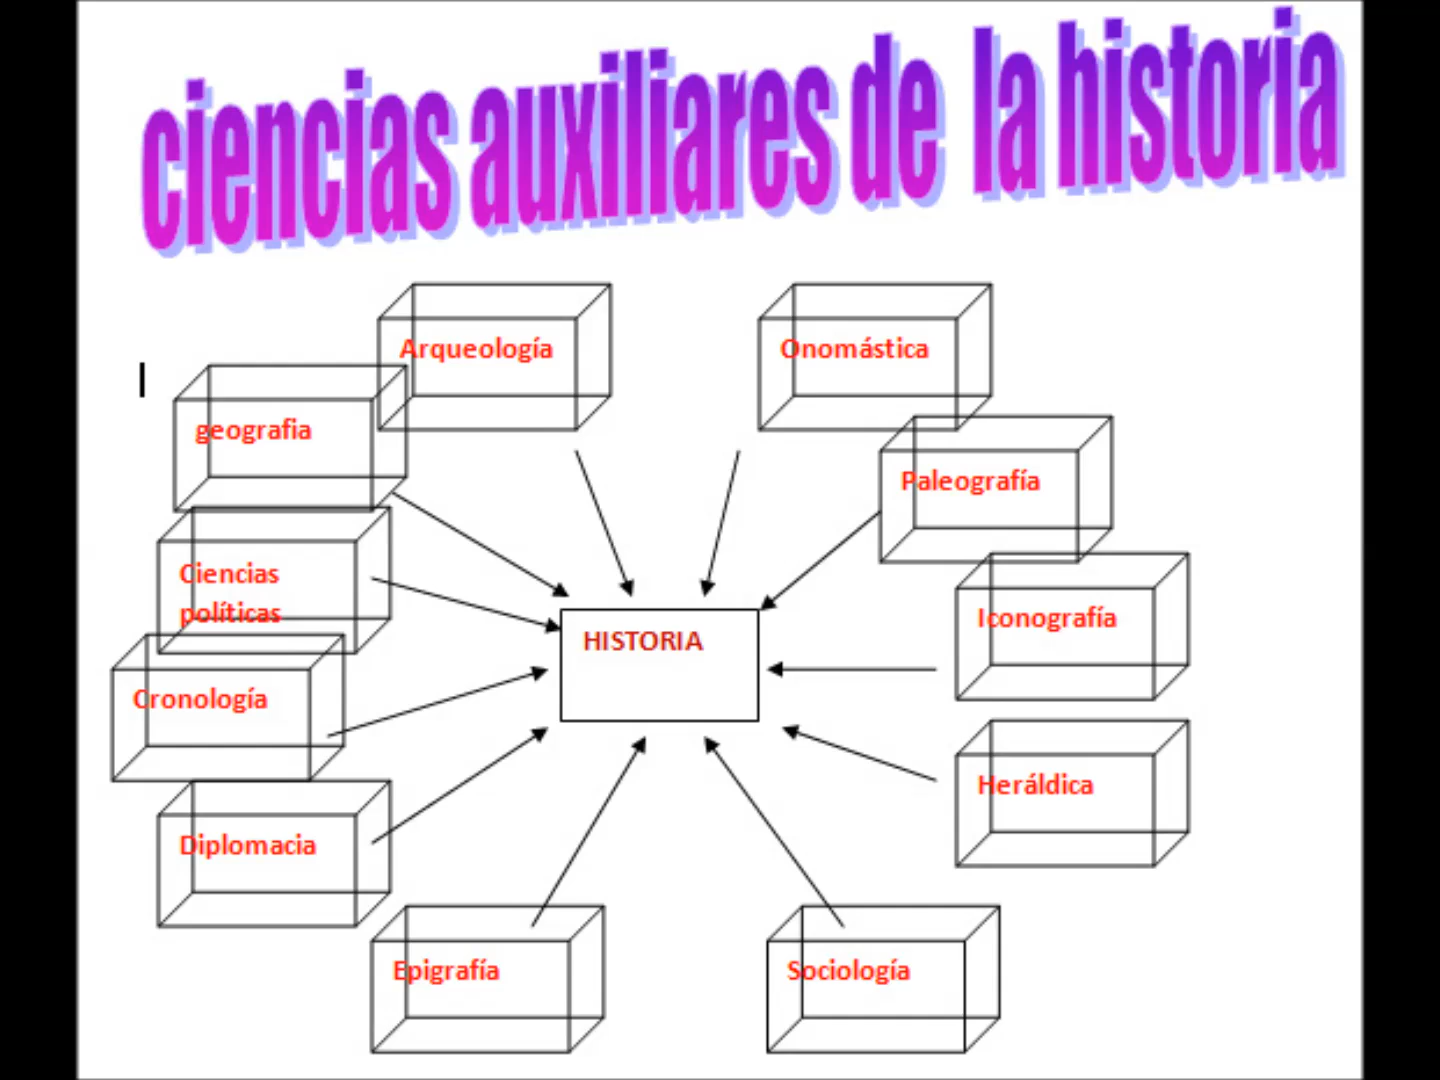 ciencias auxiliares de la historia
Arqueología
Onomástica
geografia
Paleografía
Ciencias
políticas
Iconografía
HISTORIA
Cronología
Heráldica
Diplomacia
Epigrafía
Sociología